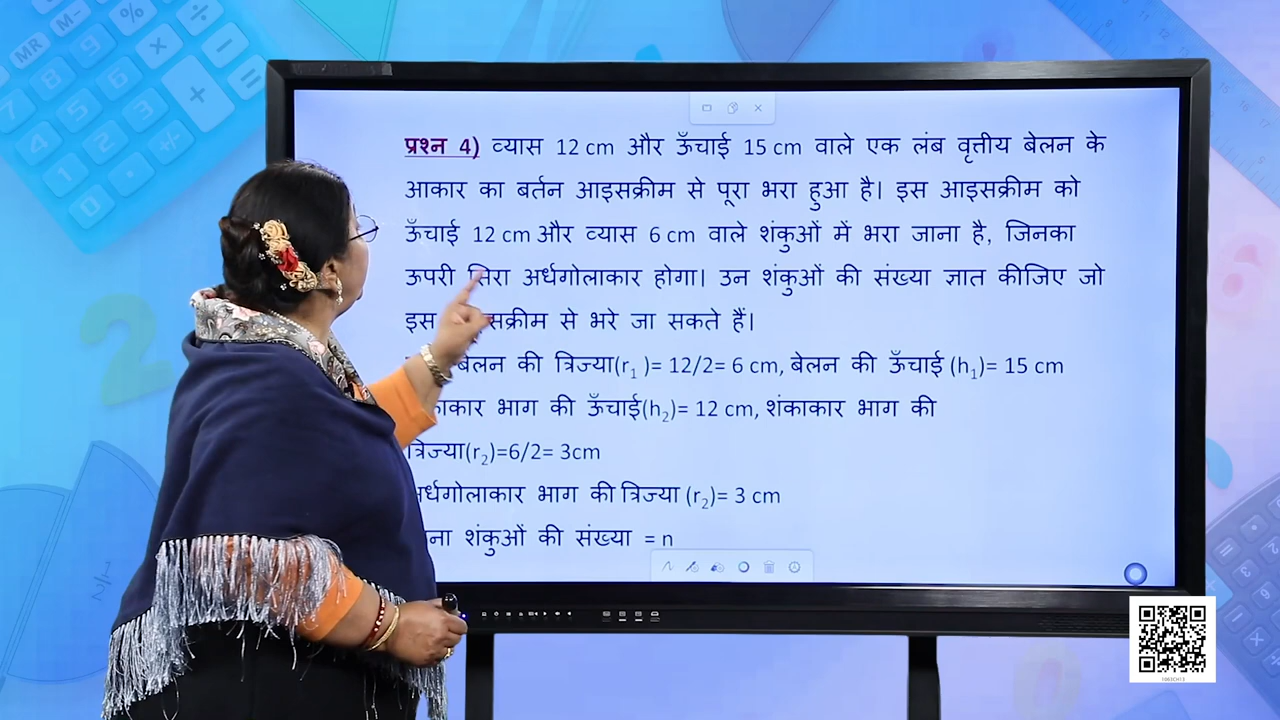 प्रश्न 4) व्यास 12 cm और ऊँचाई 15 cm वाले एक लंब वृत्तीय बेलन के
आकार का बर्तन आइसक्रीम से पूरा भरा हुआ है। इस आइसक्रीम को
ऊँचाई 12 cm और व्यास 6 cm वाले शंकुओं में भरा जाना है, जिनका
ऊपरी सिरा अर्धगोलाकार होगा। उन शंकुओं की संख्या ज्ञात कीजिए जो
इस सक्रीम से भरे जा सकते हैं।
बेलन की त्रिज्या(r₁ )= 12/2= 6 cm, बेलन की ऊँचाई (h₁)= 15 cm
काकार भाग की ऊँचाई(h₂)= 12 cm, शंकाकार भाग की
त्रिज्या(r₂)=6/2= 3cm
अर्धगोलाकार भाग की त्रिज्या (r₂)= 3 cm
ना शंकुओं की संख्या = n
1063CH13